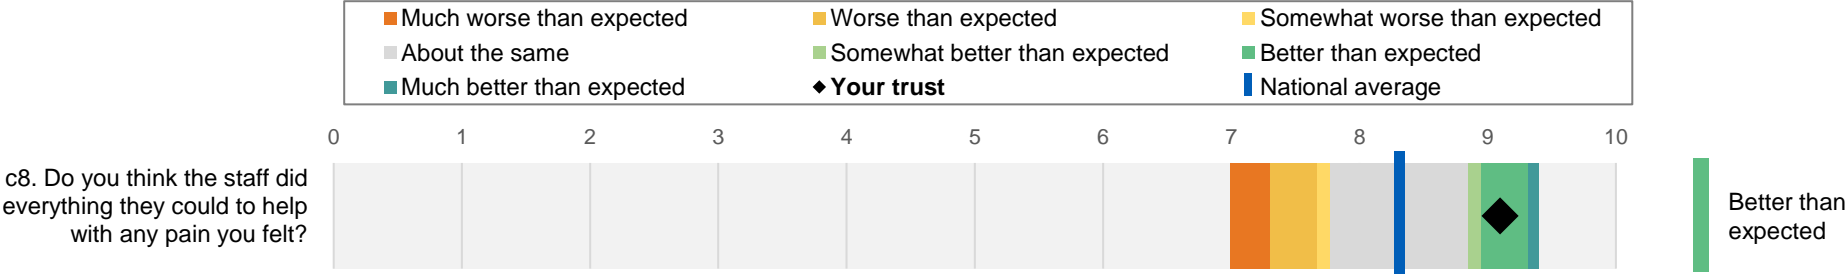 Much worse than expected Worse than expected Somewhat worse than expected
About the same Somewhat better than expected Better than expected
Much better than expected Your trust National average
0 1 2 3 4 5 6 7 8 9 10
c8. Do you think the staff did
everything they could to help
with any pain you felt?
Better than
expected